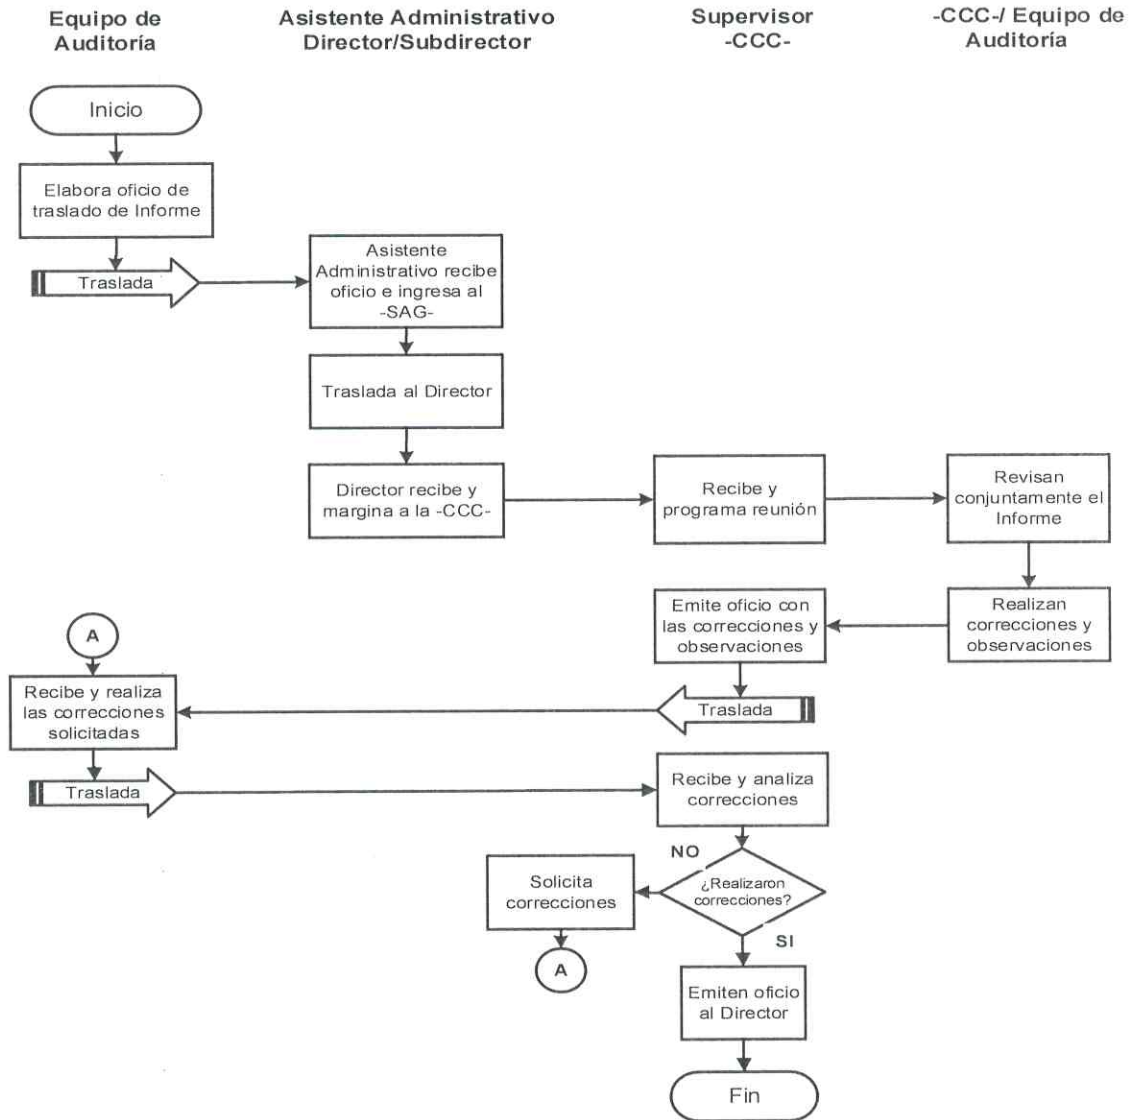 Equipo de
Auditoría
Asistente Administrativo
Director/Subdirector
Supervisor
-CCC-
-CCC-/ Equipo de
Auditoría
Inicio
Elabora oficio de
traslado de Informe
Traslada
Asistente
Administrativo recibe
oficio e ingresa al
-SAG-
Traslada al Director
Director recibe y
margina a la -CCC-
Recibe y
programa reunión
Revisan
conjuntamente el
Informe
Realizan
correcciones y
observaciones
Emite oficio con
las correcciones y
observaciones
Traslada
A
Recibe y realiza
las correcciones
solicitadas
Traslada
Recibe y analiza
correcciones
¿Realizaron
correcciones?
NO
Solicita
correcciones
A
SI
Emiten oficio
al Director
Fin